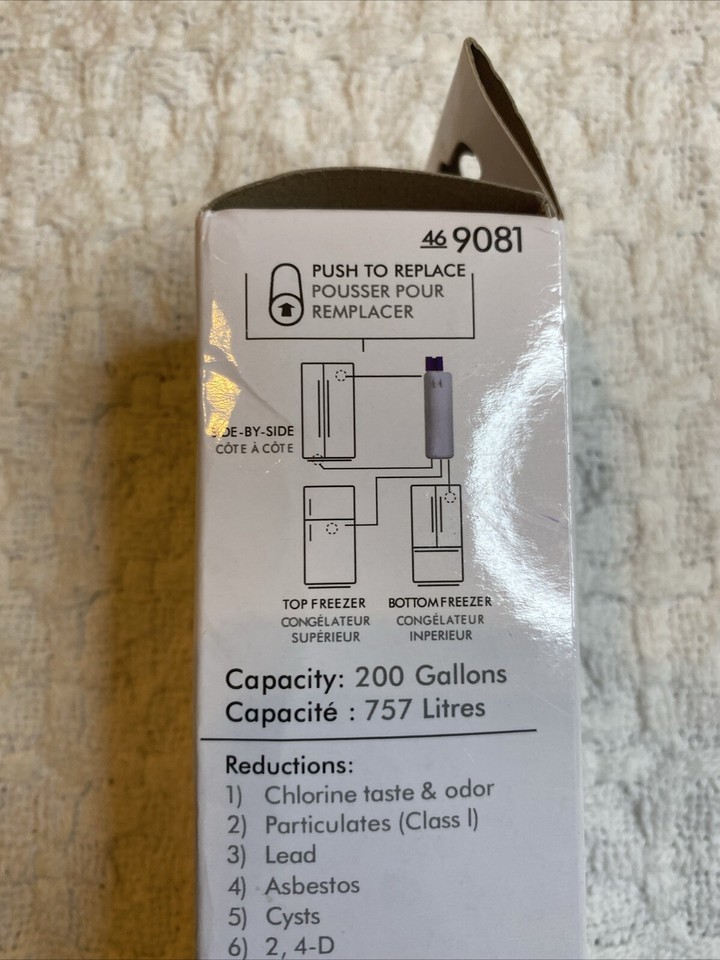 46 9081
PUSH TO REPLACE
POUSSER POUR
REMPLACER
SIDE-BY-SIDE
CÔTE À CÔTE
TOP FREEZER
CONGÉLATEUR
SUPÉRIEUR
BOTTOM FREEZER
CONGÉLATEUR
INPERIEUR
Capacity: 200 Gallons
Capacité : 757 Litres
Reductions:
1) Chlorine taste & odor
2) Particulates (Class I)
3) Lead
4) Asbestos
5) Cysts
6) 2, 4-D